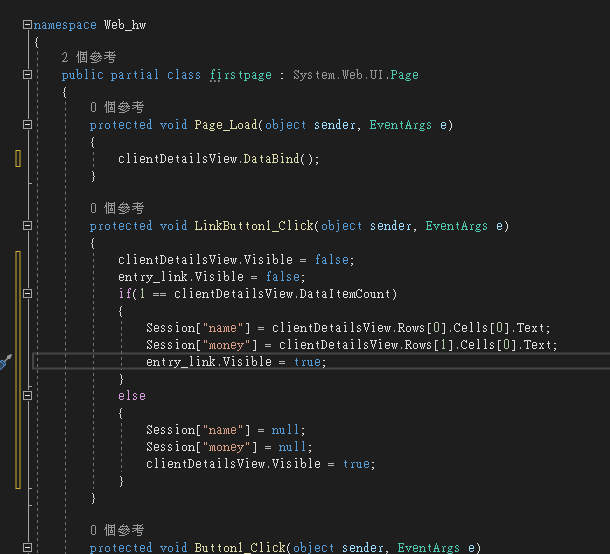 namespace Web_hw
{
2 個參考
public partial class firstpage : System.Web.UI.Page
{
0 個參考
protected void Page_Load(object sender, EventArgs e)
{
clientDetailsView.DataBind();
}
0 個參考
protected void LinkButton1_Click(object sender, EventArgs e)
{
clientDetailsView.Visible = false;
entry_link.Visible = false;
if(1 == clientDetailsView.DataItemCount)
{
Session["name"] = clientDetailsView.Rows[0].Cells[0].Text;
Session["money"] = clientDetailsView.Rows[1].Cells[0].Text;
entry_link.Visible = true;
}
else
{
Session["name"] = null;
Session["money"] = null;
clientDetailsView.Visible = true;
}
}
0 個參考
protected void Button1_Click(object sender, EventArgs e)